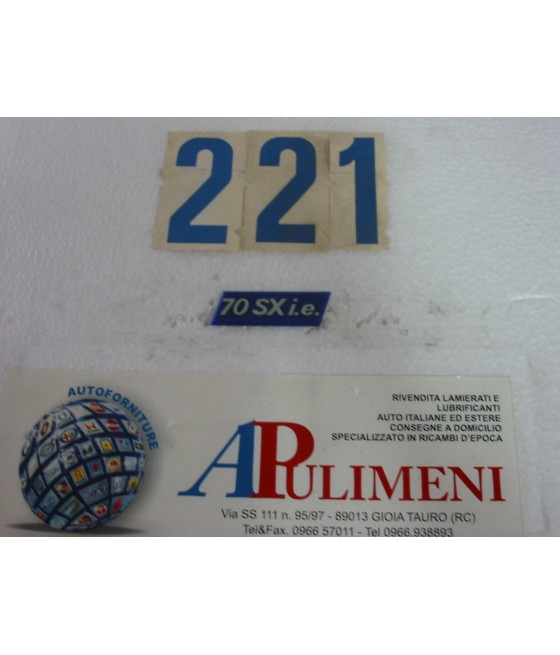 221
70 SX i.e.
AUTOFORNITURE
RIVENDITA LAMIERATI E
LUBRIFICANTI
AUTO ITALIANE ED ESTERE
CONSEGNE A DOMICILIO
SPECIALIZZATO IN RICAMBI D'EPOCA
APULIMENI
Via SS 111 n. 95/97 - 89013 GIOIA TAURO (RC)
Tel&Fax. 0966 57011 - Tel 0966.938893